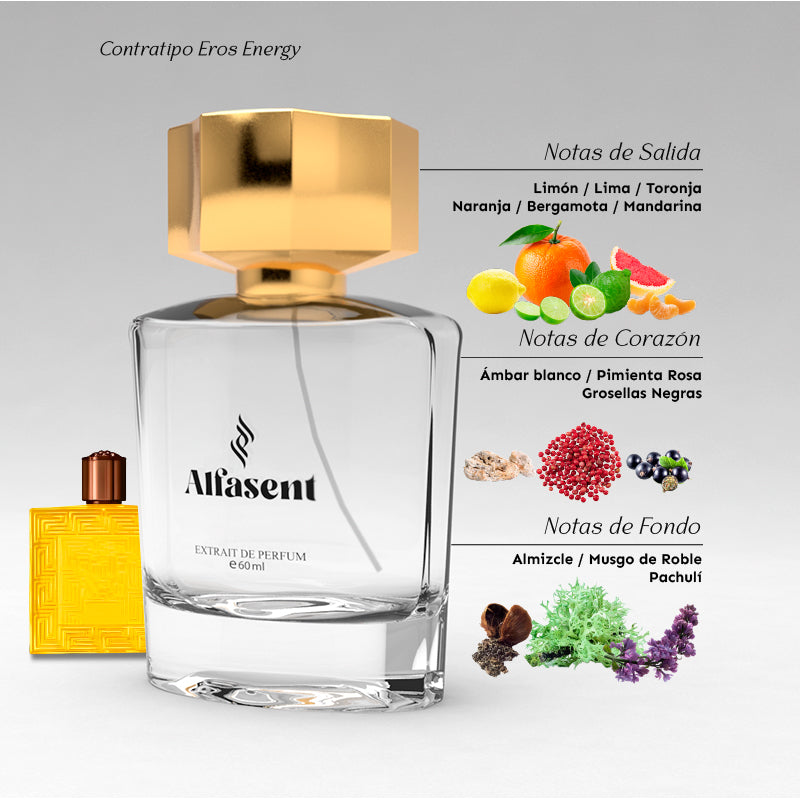 Contratipo Eros Energy
Notas de Salida
Limón / Lima / Toronja
Naranja / Bergamota / Mandarina
Notas de Corazón
Ámbar blanco / Pimienta Rosa
Grosellas Negras
Alfasent
EXTRAIT DE PERFUM
℮60ml
Notas de Fondo
Almizcle / Musgo de Roble
Pachulí